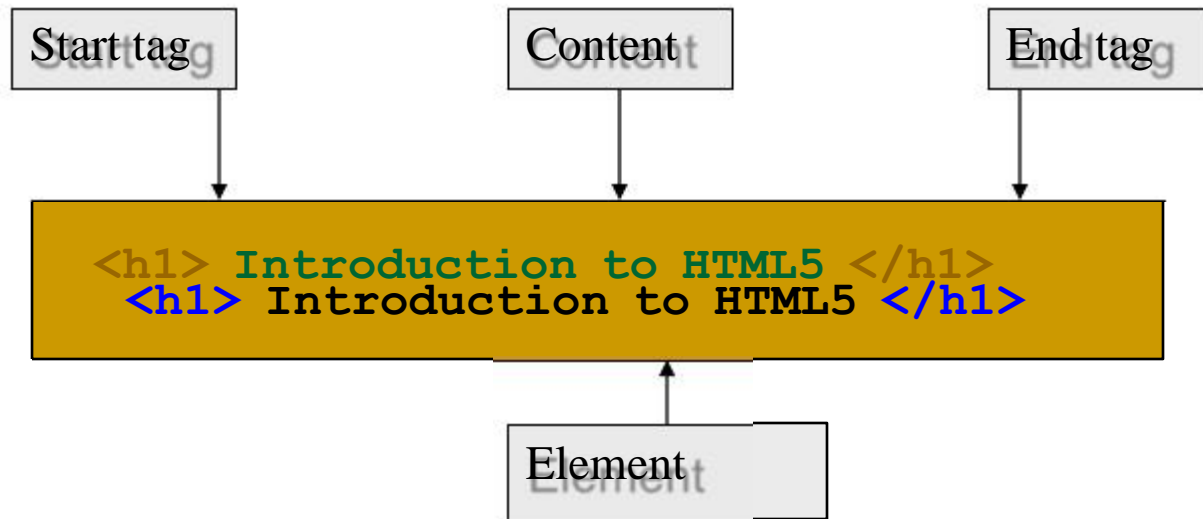 Start tag
Content
End tag
<h1> Introduction to HTML5 </h1>
<h1> Introduction to HTML5 </h1>
Element